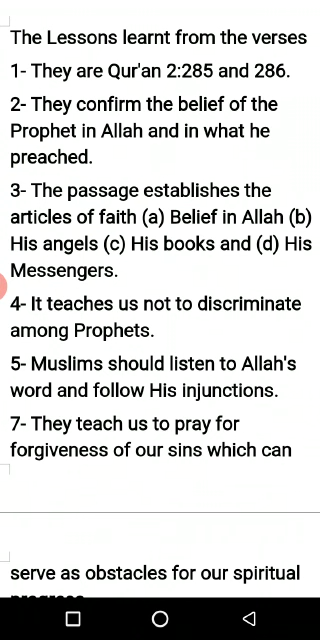 The Lessons learnt from the verses
1- They are Qur'an 2:285 and 286.
2- They confirm the belief of the
Prophet in Allah and in what he
preached.
3- The passage establishes the
articles of faith (a) Belief in Allah (b)
His angels (c) His books and (d) His
Messengers.
4- It teaches us not to discriminate
among Prophets.
5- Muslims should listen to Allah's
word and follow His injunctions.
7- They teach us to pray for
forgiveness of our sins which can
serve as obstacles for our spiritual